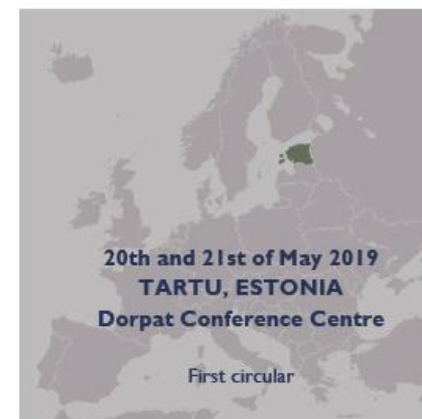 20th and 21st of May 2019
TARTU, ESTONIA
Dorpat Conference Centre
First circular